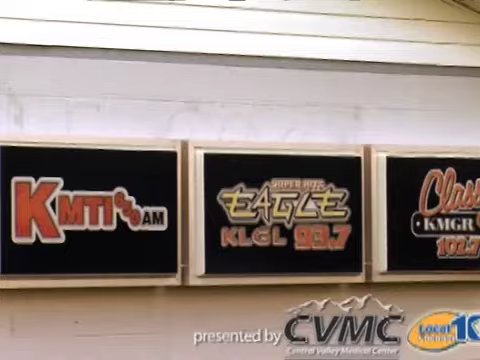 KMTI 650 AM
SUPER HITS
EAGLE
KLGL 93.7
Class
KMGR
102.7
presented by CVMC
Central Valley Medical Center
Local
10